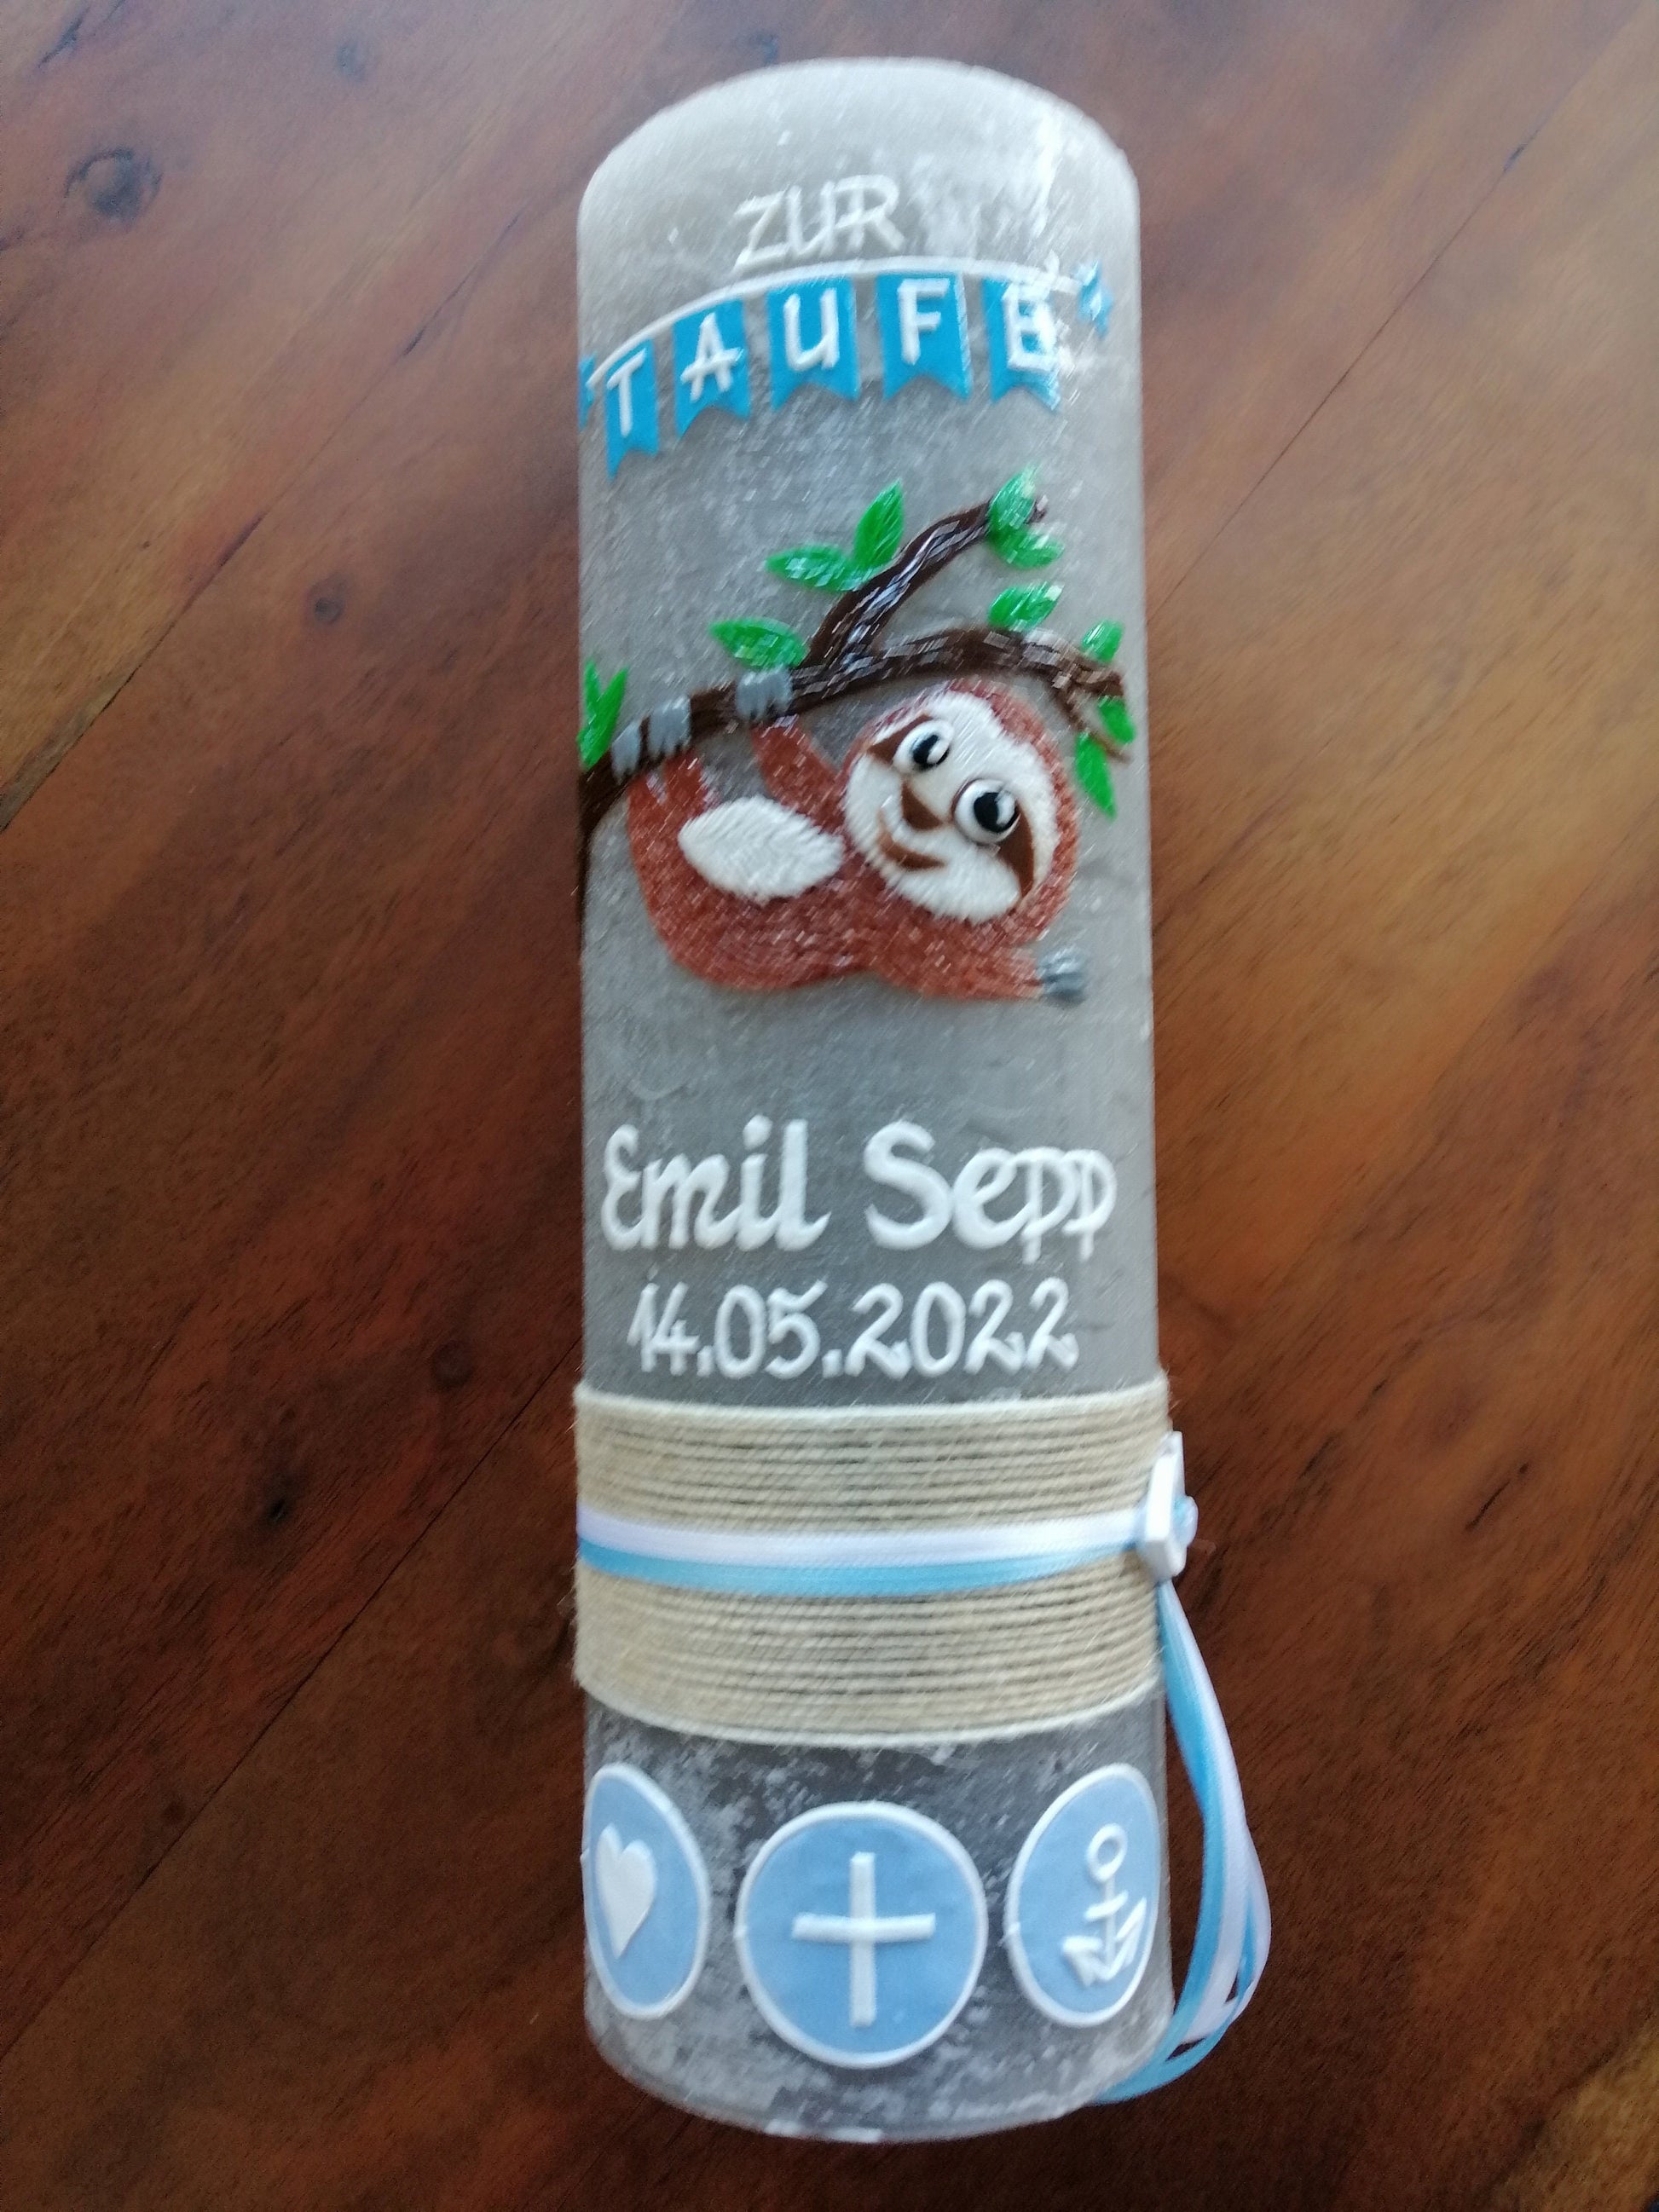 ZUR
TAUFE
Emil Sepp
14.05.2022